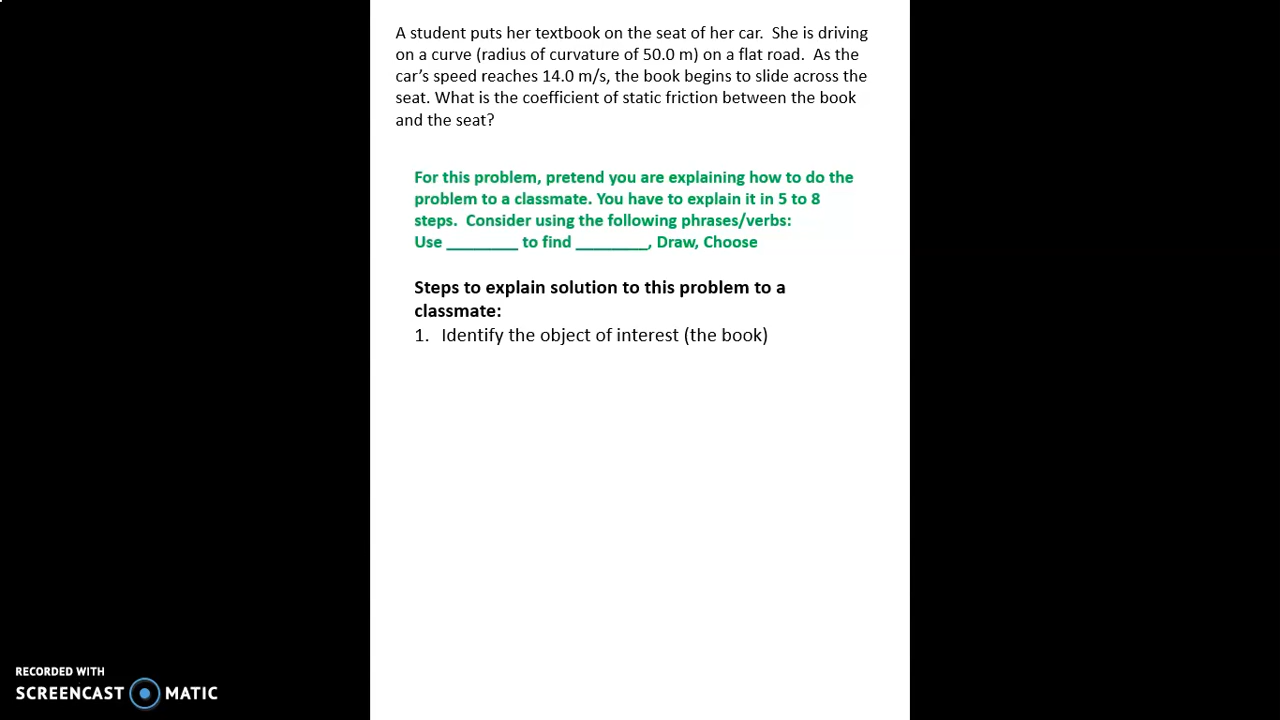 A student puts her textbook on the seat of her car.  She is driving
on a curve (radius of curvature of 50.0 m) on a flat road.  As the
car’s speed reaches 14.0 m/s, the book begins to slide across the
seat. What is the coefficient of static friction between the book
and the seat?
For this problem, pretend you are explaining how to do the
problem to a classmate. You have to explain it in 5 to 8
steps.  Consider using the following phrases/verbs:
Use ________ to find ________, Draw, Choose
Steps to explain solution to this problem to a
classmate:
1. Identify the object of interest (the book)
RECORDED WITH
SCREENCAST MATIC